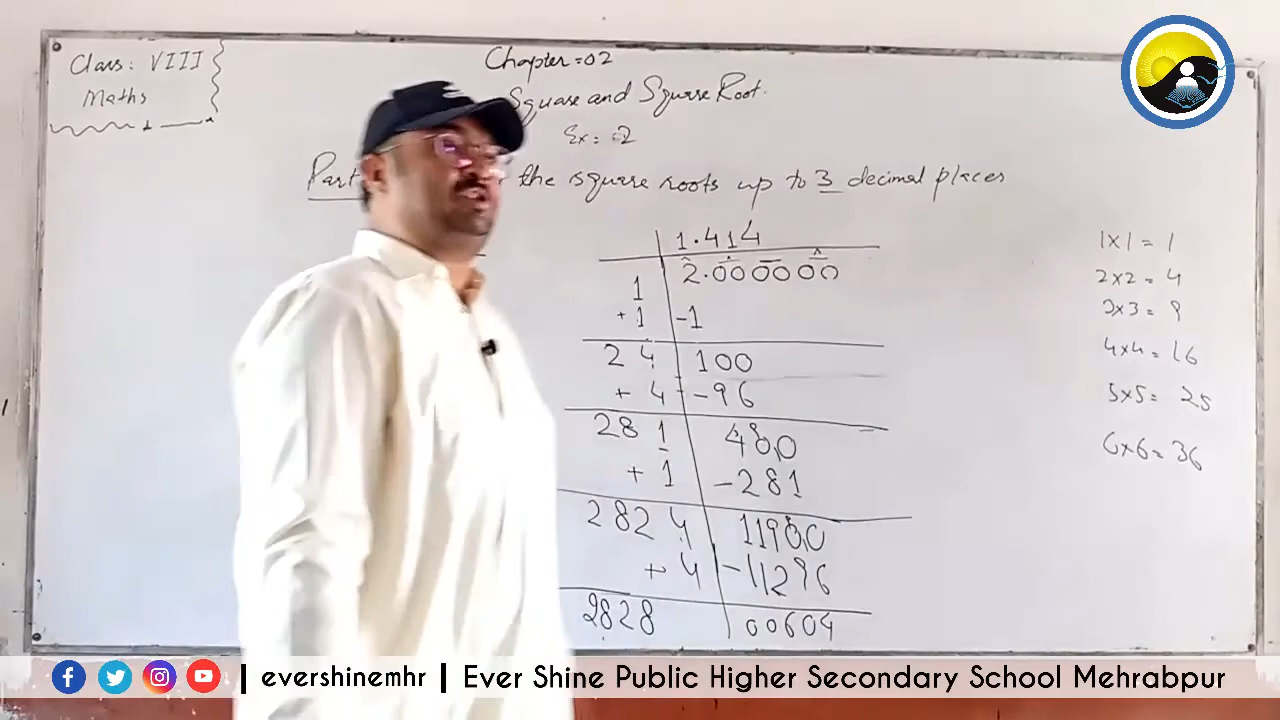 Class: VIII
Maths
Chapter = 02
Square and Square Root.
Ex = 02
Part the square roots up to 3 decimal places
1.414
2.000000
1
+1 -1
24 100
+4 -96
281 480
+1 -281
2824 11900
+4 -11296
2828 00604
1x1 = 1
2x2 = 4
3x3 = 9
4x4 = 16
5x5 = 25
6x6 = 36
| evershinemhr | Ever Shine Public Higher Secondary School Mehrabpur